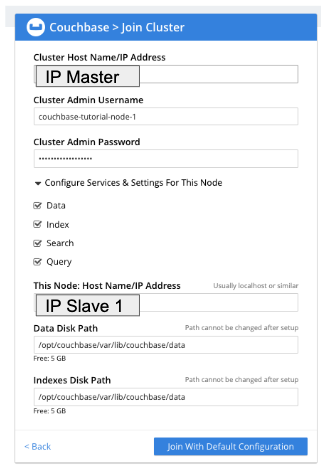 Couchbase > Join Cluster
Cluster Host Name/IP Address
IP Master
Cluster Admin Username
couchbase-tutorial-node-1
Cluster Admin Password
•••••••••••••••••
Configure Services & Settings For This Node
Data
Index
Search
Query
This Node: Host Name/IP Address Usually localhost or similar
IP Slave 1
Data Disk Path Path cannot be changed after setup
/opt/couchbase/var/lib/couchbase/data
Free: 5 GB
Indexes Disk Path Path cannot be changed after setup
/opt/couchbase/var/lib/couchbase/data
Free: 5 GB
< Back Join With Default Configuration